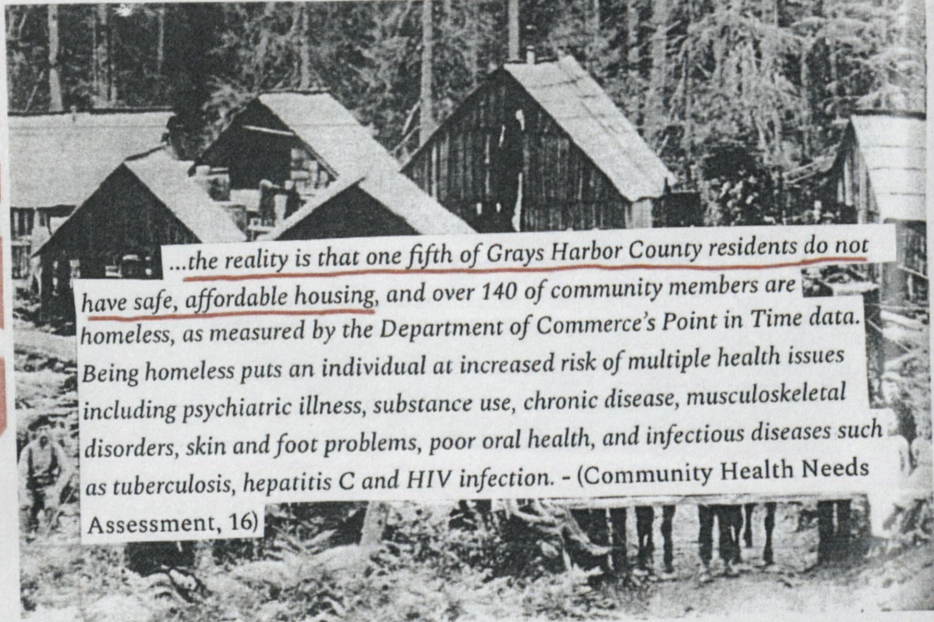 ...the reality is that one fifth of Grays Harbor County residents do not
have safe, affordable housing, and over 140 of community members are
homeless, as measured by the Department of Commerce's Point in Time data.
Being homeless puts an individual at increased risk of multiple health issues
including psychiatric illness, substance use, chronic disease, musculoskeletal
disorders, skin and foot problems, poor oral health, and infectious diseases such
as tuberculosis, hepatitis C and HIV infection. – (Community Health Needs
Assessment, 16)